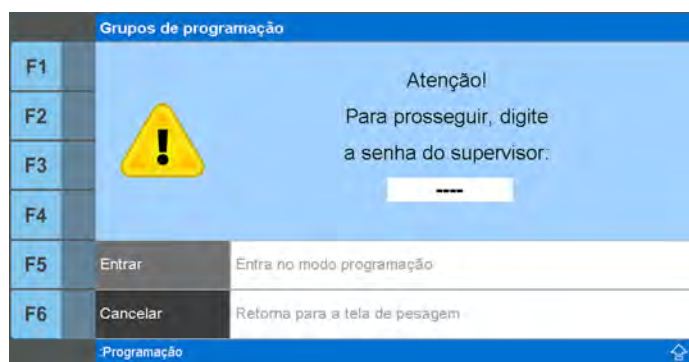 Grupos de programação
F1
Atenção!
F2
Para prosseguir, digite
F3
a senha do supervisor:
----
F4
F5 Entrar Entra no modo programação
F6 Cancelar Retorna para a tela de pesagem
:Programação